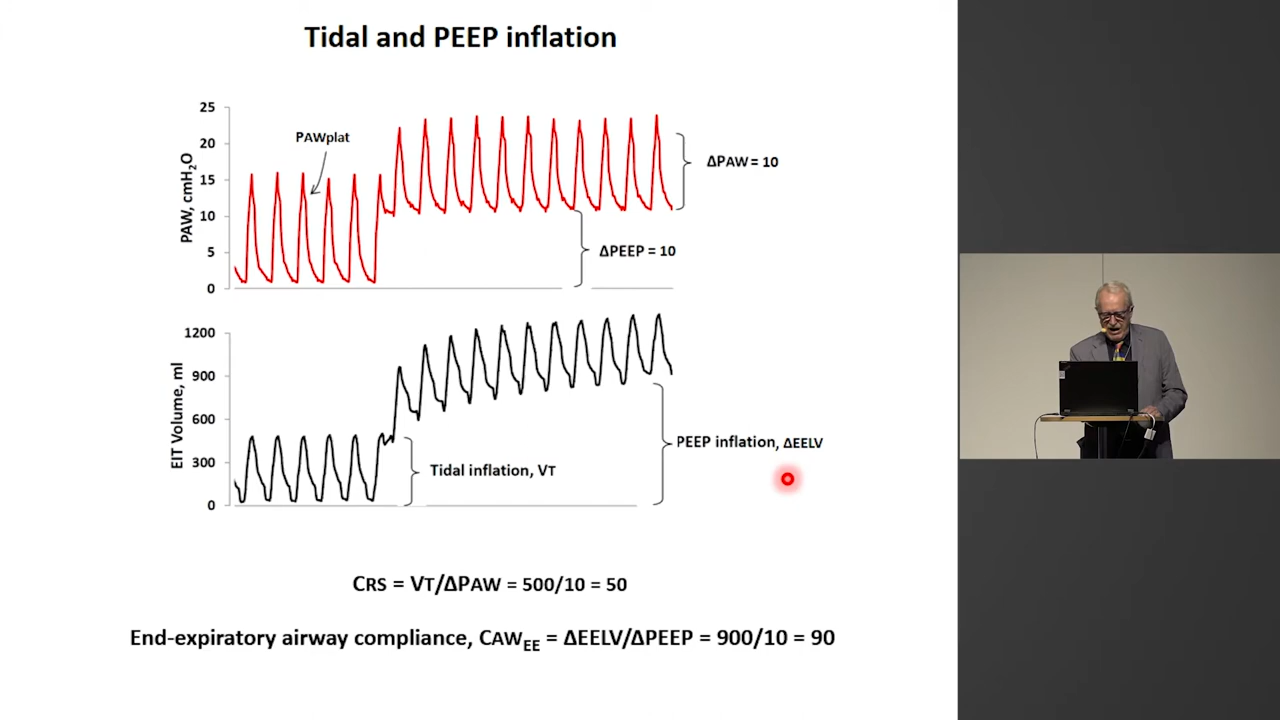 Tidal and PEEP inflation
25
20
15
10
5
0
PAW, cmH₂O
PAWplat
ΔPAW = 10
ΔPEEP = 10
1200
900
600
300
0
EIT Volume, ml
PEEP inflation, ΔEELV
Tidal inflation, VT
CRS = VT/ΔPAW = 500/10 = 50
End-expiratory airway compliance, CAW_EE = ΔEELV/ΔPEEP = 900/10 = 90